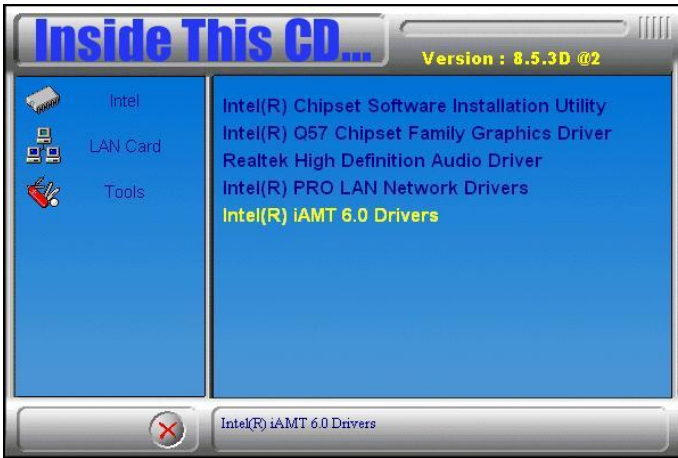 Inside This CD...
Version : 8.5.3D @2
Intel
LAN Card
Tools
Intel(R) Chipset Software Installation Utility
Intel(R) Q57 Chipset Family Graphics Driver
Realtek High Definition Audio Driver
Intel(R) PRO LAN Network Drivers
Intel(R) iAMT 6.0 Drivers
Intel(R) iAMT 6.0 Drivers